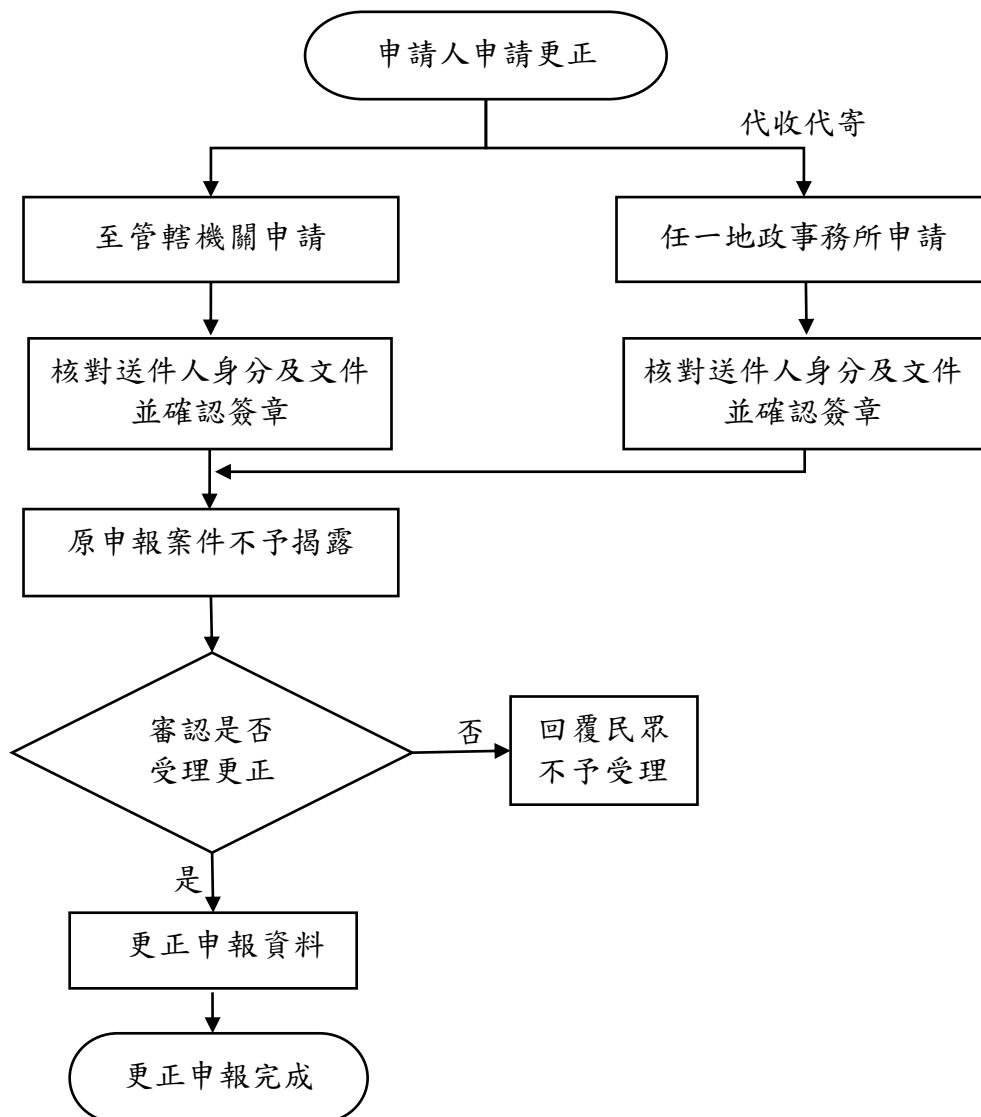 申請人申請更正
代收代寄
至管轄機關申請
任一地政事務所申請
核對送件人身分及文件
並確認簽章
核對送件人身分及文件
並確認簽章
原申報案件不予揭露
審認是否
受理更正
否
回覆民眾
不予受理
是
更正申報資料
更正申報完成